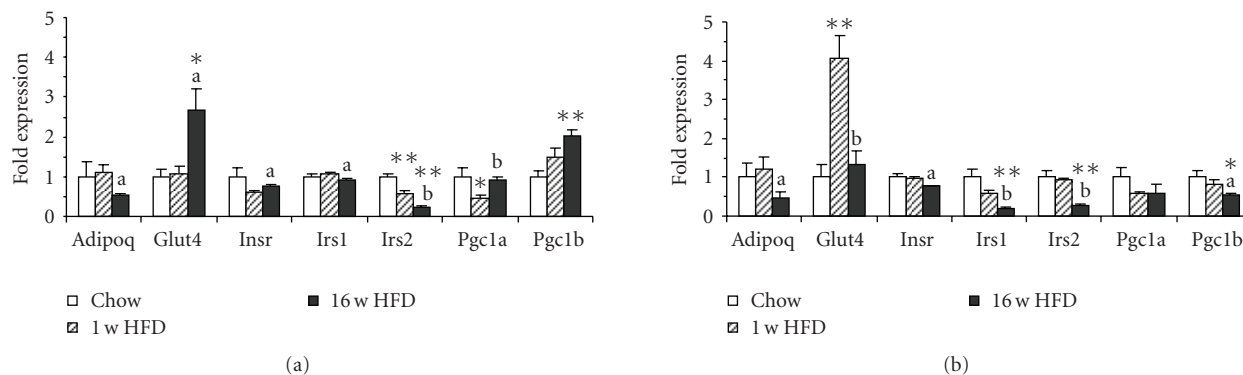 5
4
3
2
1
0
Fold expression
*
a
a
a
a
**
**
b
*
b
**
Adipoq Glut4 Insr Irs1 Irs2 Pgc1a Pgc1b
Chow
1 w HFD
16 w HFD
(a)
5
4
3
2
1
0
Fold expression
**
a
b
a
**
b
**
b
*
a
Adipoq Glut4 Insr Irs1 Irs2 Pgc1a Pgc1b
Chow
1 w HFD
16 w HFD
(b)